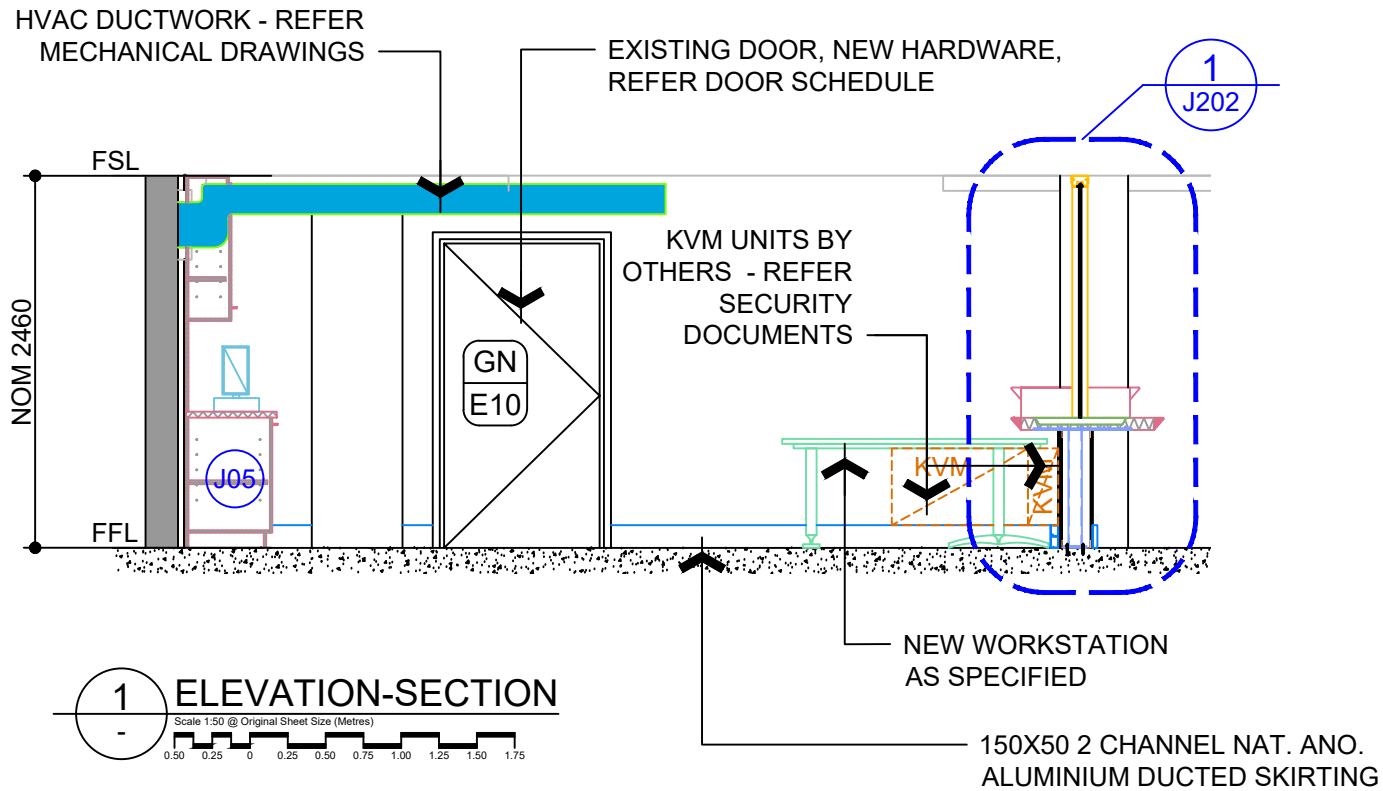 HVAC DUCTWORK - REFER
MECHANICAL DRAWINGS
EXISTING DOOR, NEW HARDWARE,
REFER DOOR SCHEDULE
1
J202
FSL
KVM UNITS BY
OTHERS - REFER
SECURITY
DOCUMENTS
NOM 2460
GN
E10
J05
KVM
KVM
FFL
NEW WORKSTATION
AS SPECIFIED
1
-
ELEVATION-SECTION
Scale 1:50 @ Original Sheet Size (Metres)
0.50 0.25 0 0.25 0.50 0.75 1.00 1.25 1.50 1.75
150X50 2 CHANNEL NAT. ANO.
ALUMINIUM DUCTED SKIRTING